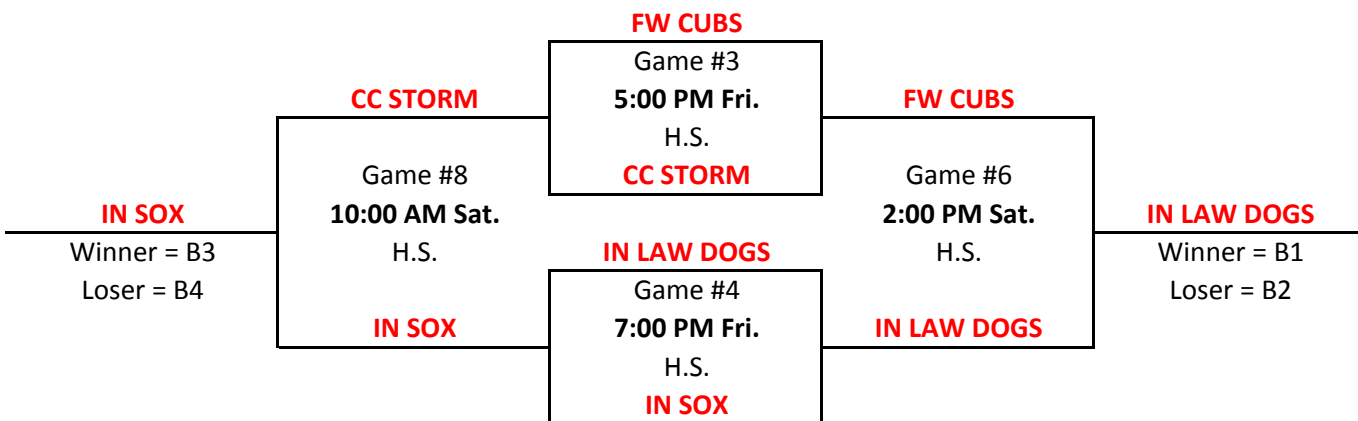 FW CUBS
Game #3
CC STORM
5:00 PM Fri.
FW CUBS
H.S.
Game #8
CC STORM
Game #6
IN SOX
10:00 AM Sat.
2:00 PM Sat.
IN LAW DOGS
Winner = B3
H.S.
IN LAW DOGS
H.S.
Winner = B1
Loser = B4
Game #4
Loser = B2
IN SOX
7:00 PM Fri.
IN LAW DOGS
H.S.
IN SOX